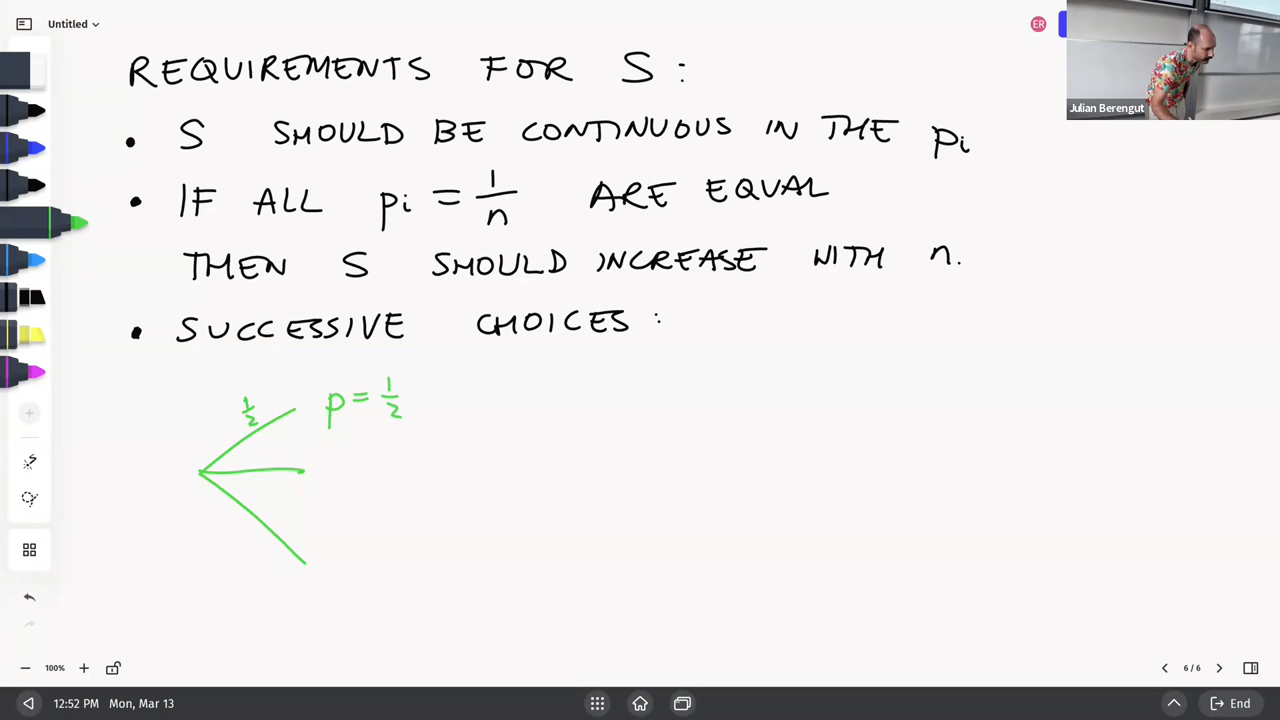 Untitled
ER
Julian Berengut
REQUIREMENTS FOR S:
• S SHOULD BE CONTINUOUS IN THE pi
• IF ALL pi = 1/n ARE EQUAL
THEN S SHOULD INCREASE WITH n.
• SUCCESSIVE CHOICES:
1/2 p = 1/2
100%
6/6
12:52 PM Mon, Mar 13
End